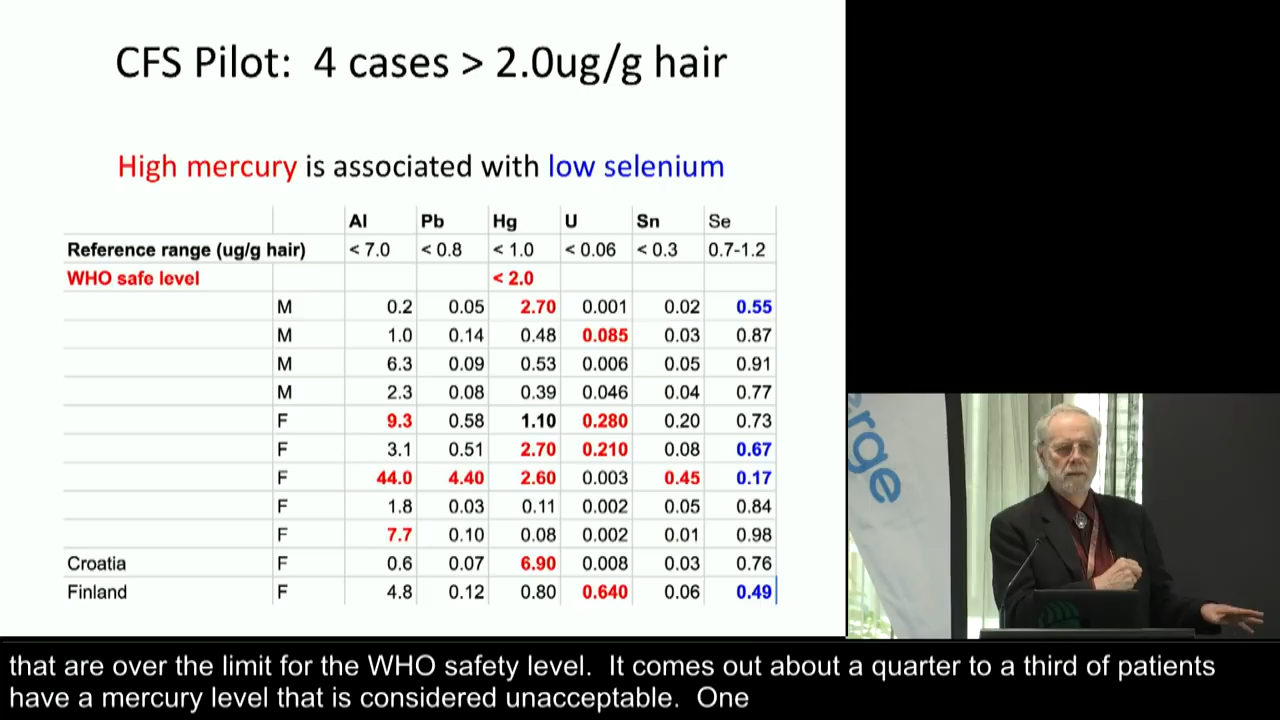 CFS Pilot: 4 cases > 2.0ug/g hair
High mercury is associated with low selenium
Al Pb Hg U Sn Se
Reference range (ug/g hair) < 7.0 < 0.8 < 1.0 < 0.06 < 0.3 0.7-1.2
WHO safe level < 2.0
M 0.2 0.05 2.70 0.001 0.02 0.55
M 1.0 0.14 0.48 0.085 0.03 0.87
M 6.3 0.09 0.53 0.006 0.05 0.91
M 2.3 0.08 0.39 0.046 0.04 0.77
F 9.3 0.58 1.10 0.280 0.20 0.73
F 3.1 0.51 2.70 0.210 0.08 0.67
F 44.0 4.40 2.60 0.003 0.45 0.17
F 1.8 0.03 0.11 0.002 0.05 0.84
F 7.7 0.10 0.08 0.002 0.01 0.98
Croatia F 0.6 0.07 6.90 0.008 0.03 0.76
Finland F 4.8 0.12 0.80 0.640 0.06 0.49
erge
that are over the limit for the WHO safety level. It comes out about a quarter to a third of patients
have a mercury level that is considered unacceptable. One